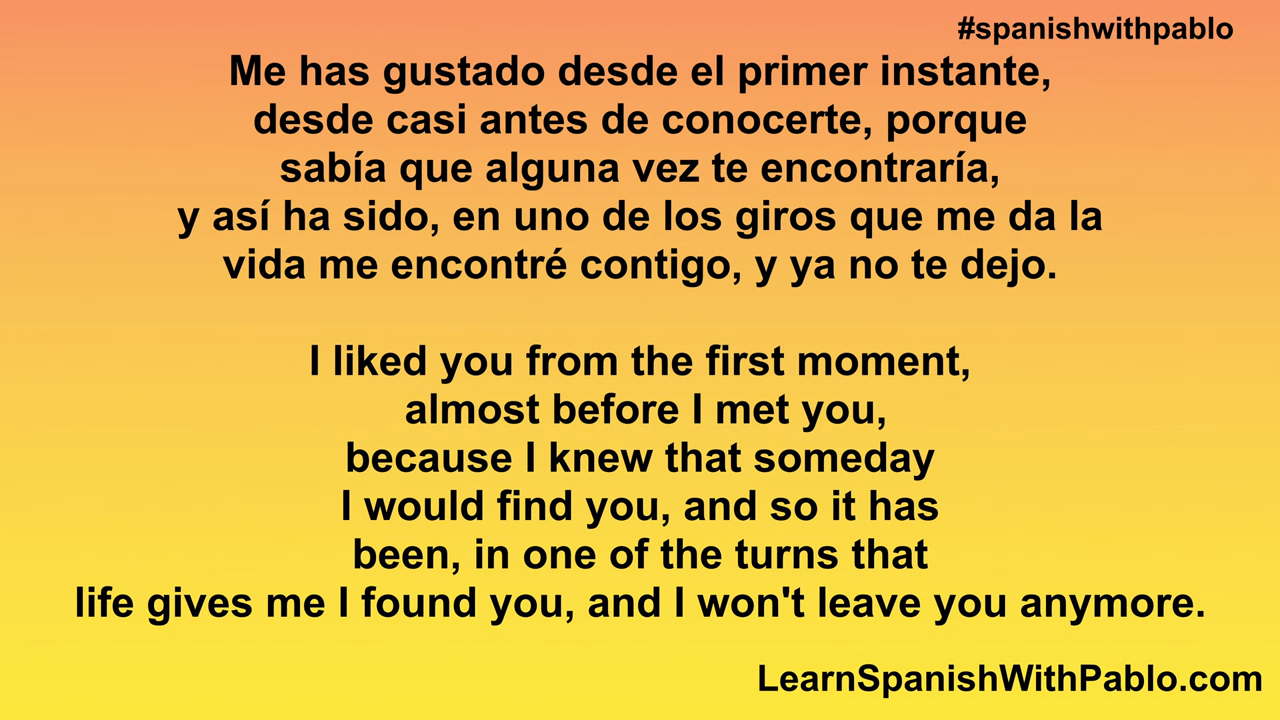 #spanishwithpablo
Me has gustado desde el primer instante,
desde casi antes de conocerte, porque
sabía que alguna vez te encontraría,
y así ha sido, en uno de los giros que me da la
vida me encontré contigo, y ya no te dejo.
I liked you from the first moment,
almost before I met you,
because I knew that someday
I would find you, and so it has
been, in one of the turns that
life gives me I found you, and I won't leave you anymore.
LearnSpanishWithPablo.com